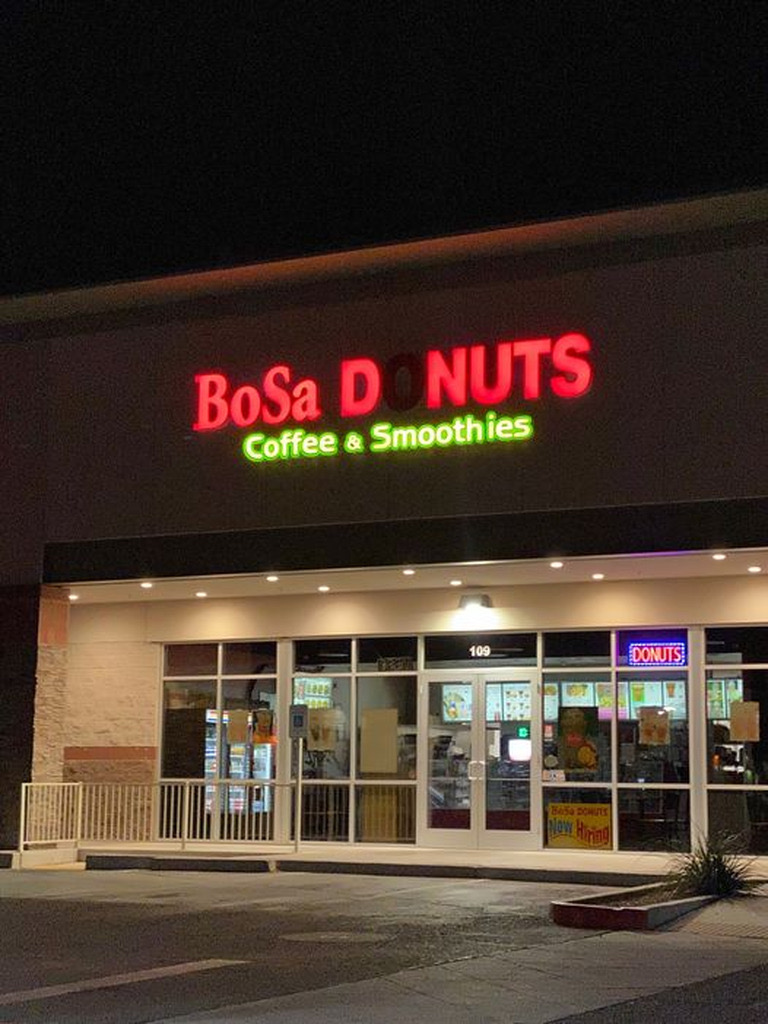 BoSa DONUTS
Coffee & Smoothies
109
DONUTS
BoSa DONUTS
Now Hiring